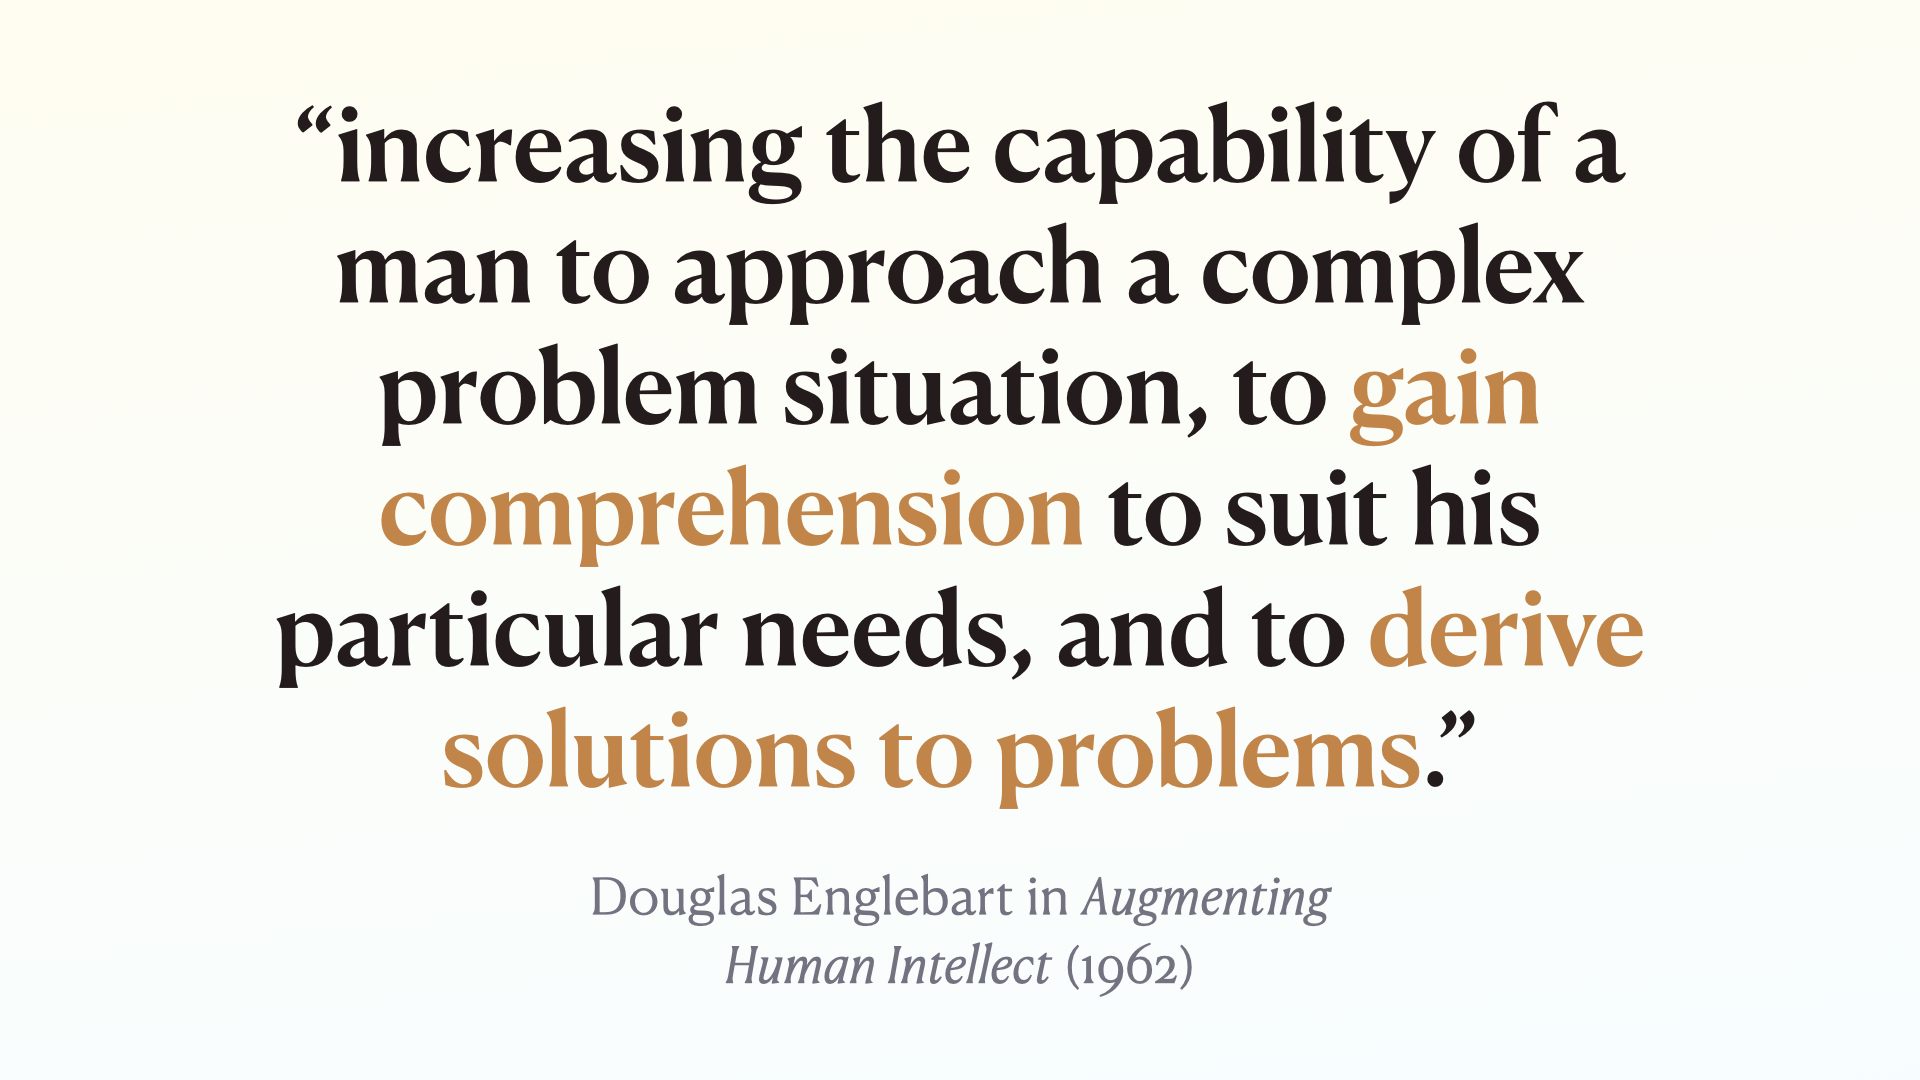 “increasing the capability of a
man to approach a complex
problem situation, to gain
comprehension to suit his
particular needs, and to derive
solutions to problems.”
Douglas Englebart in Augmenting
Human Intellect (1962)